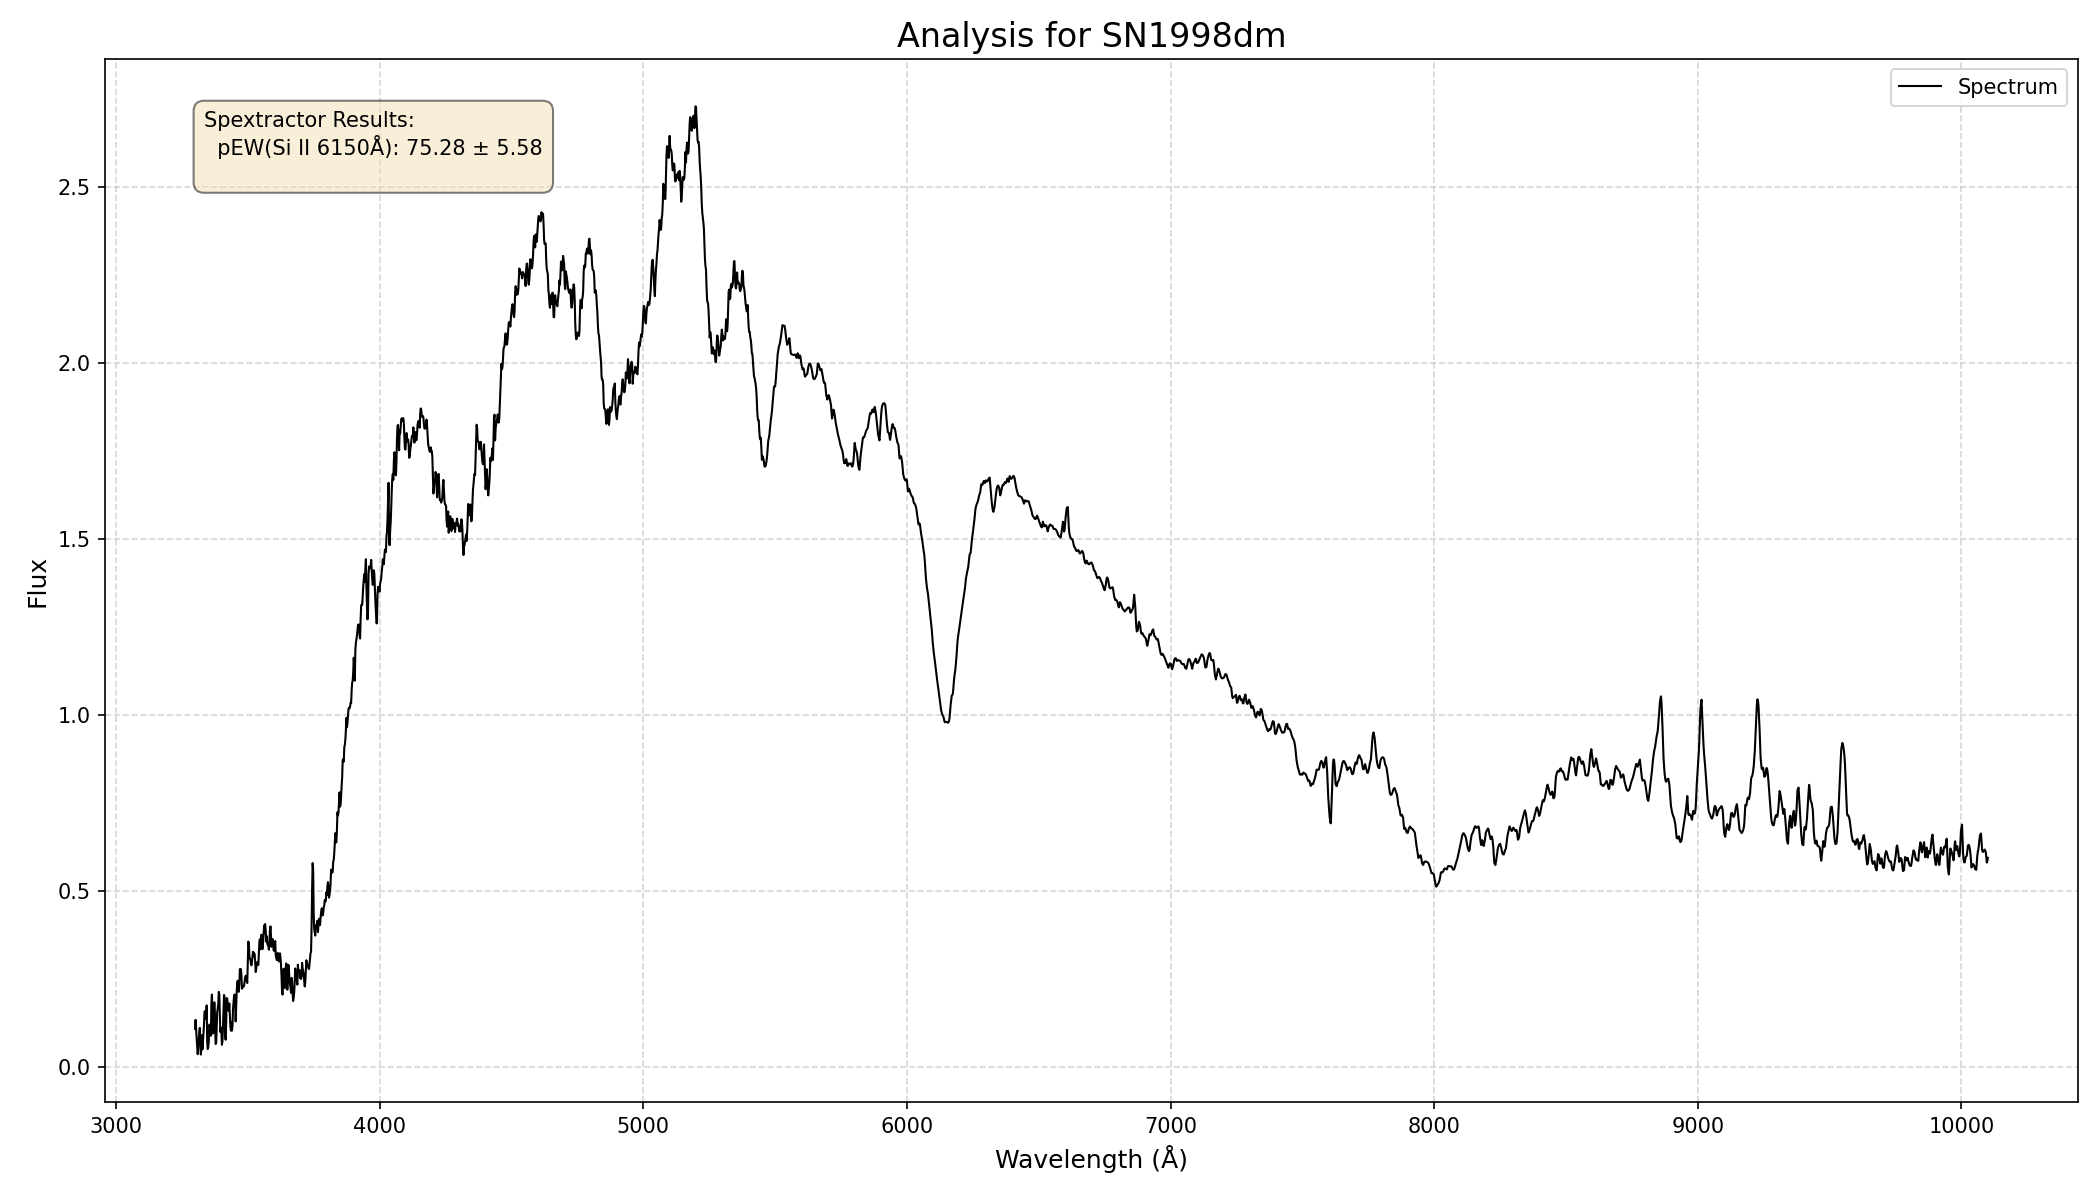 Analysis for SN1998dm
Spectrum
Spextractor Results:
pEW(Si II 6150Å): 75.28 ± 5.58
Flux
2.5
2.0
1.5
1.0
0.5
0.0
3000 4000 5000 6000 7000 8000 9000 10000
Wavelength (Å)